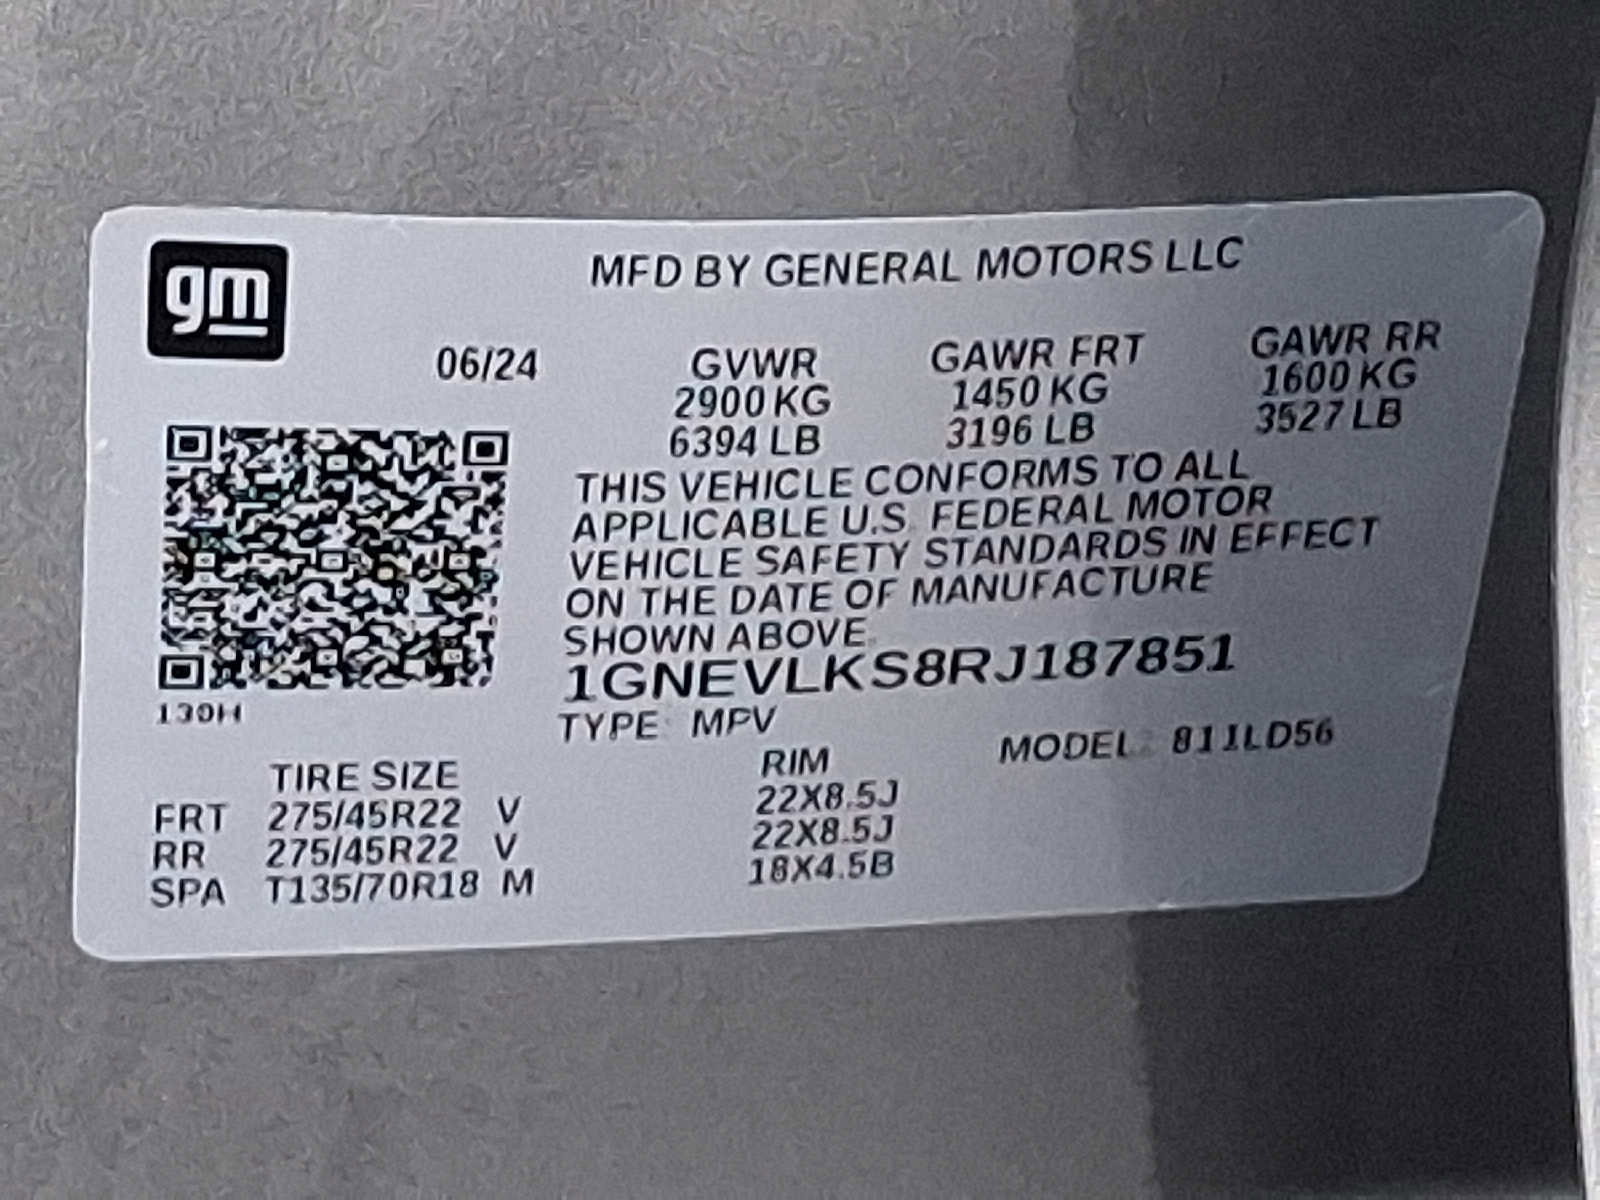 gm
MFD BY GENERAL MOTORS LLC
06/24 GVWR GAWR FRT GAWR RR
2900 KG 1450 KG 1600 KG
6394 LB 3196 LB 3527 LB
THIS VEHICLE CONFORMS TO ALL
APPLICABLE U.S. FEDERAL MOTOR
VEHICLE SAFETY STANDARDS IN EFFECT
ON THE DATE OF MANUFACTURE
SHOWN ABOVE.
1GNEVLKS8RJ187851
130H
TYPE: MPV MODEL: 811LD56
TIRE SIZE RIM
FRT 275/45R22 V 22X8.5J
RR 275/45R22 V 22X8.5J
SPA T135/70R18 M 18X4.5B